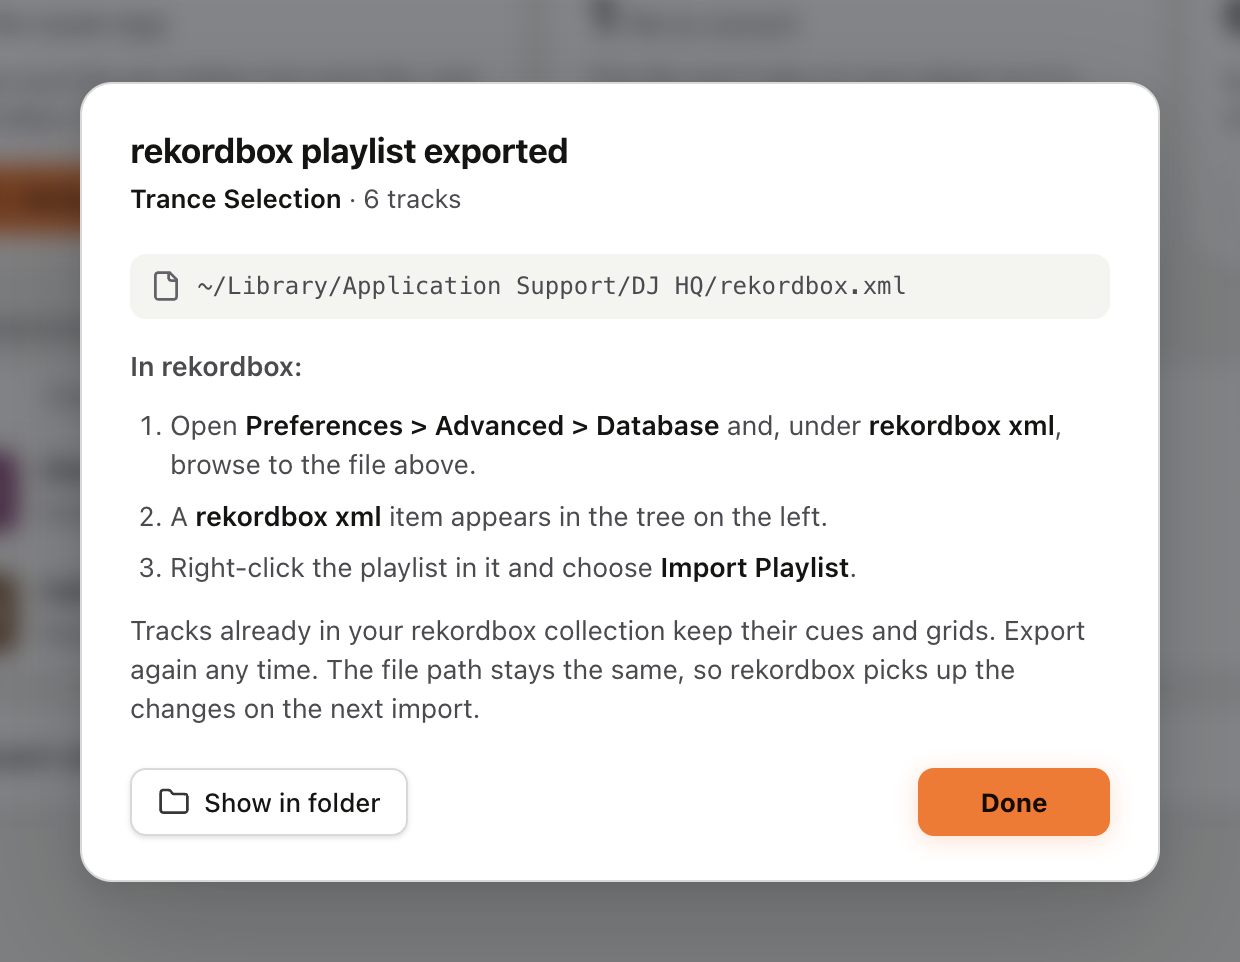 rekordbox playlist exported
Trance Selection · 6 tracks
~/Library/Application Support/DJ HQ/rekordbox.xml
In rekordbox:
1. Open Preferences > Advanced > Database and, under rekordbox xml,
browse to the file above.
2. A rekordbox xml item appears in the tree on the left.
3. Right-click the playlist in it and choose Import Playlist.
Tracks already in your rekordbox collection keep their cues and grids. Export
again any time. The file path stays the same, so rekordbox picks up the
changes on the next import.
Show in folder
Done